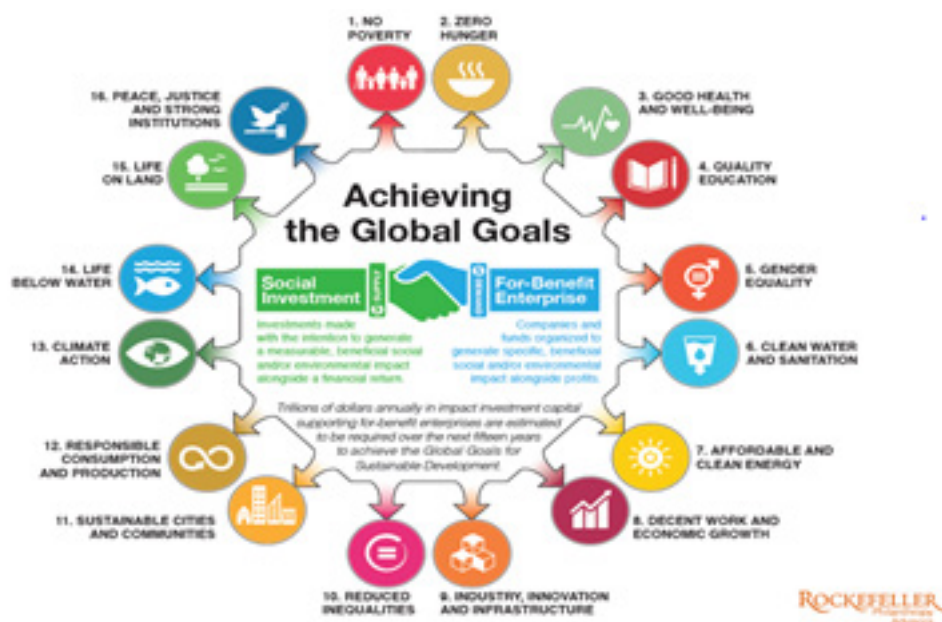 1. NO
POVERTY
2. ZERO
HUNGER
3. GOOD HEALTH
AND WELL-BEING
4. QUALITY
EDUCATION
5. GENDER
EQUALITY
6. CLEAN WATER
AND SANITATION
7. AFFORDABLE AND
CLEAN ENERGY
8. DECENT WORK AND
ECONOMIC GROWTH
9. INDUSTRY, INNOVATION
AND INFRASTRUCTURE
10. REDUCED
INEQUALITIES
11. SUSTAINABLE CITIES
AND COMMUNITIES
12. RESPONSIBLE
CONSUMPTION
AND PRODUCTION
13. CLIMATE
ACTION
14. LIFE
BELOW WATER
15. LIFE
ON LAND
16. PEACE, JUSTICE
AND STRONG
INSTITUTIONS
Achieving
the Global Goals
Social
Investment
SUPPLY
For-Benefit
Enterprise
Investments made
with the intention to generate
a measurable, beneficial social
and/or environmental impact
alongside a financial return.
Companies and
funds organized to
generate specific, beneficial
social and/or environmental
impact alongside profits.
Trillions of dollars annually in impact investment capital
supporting for-benefit enterprises are estimated
to be required over the next fifteen years
to achieve the Global Goals for
Sustainable Development.
ROCKEFELLER